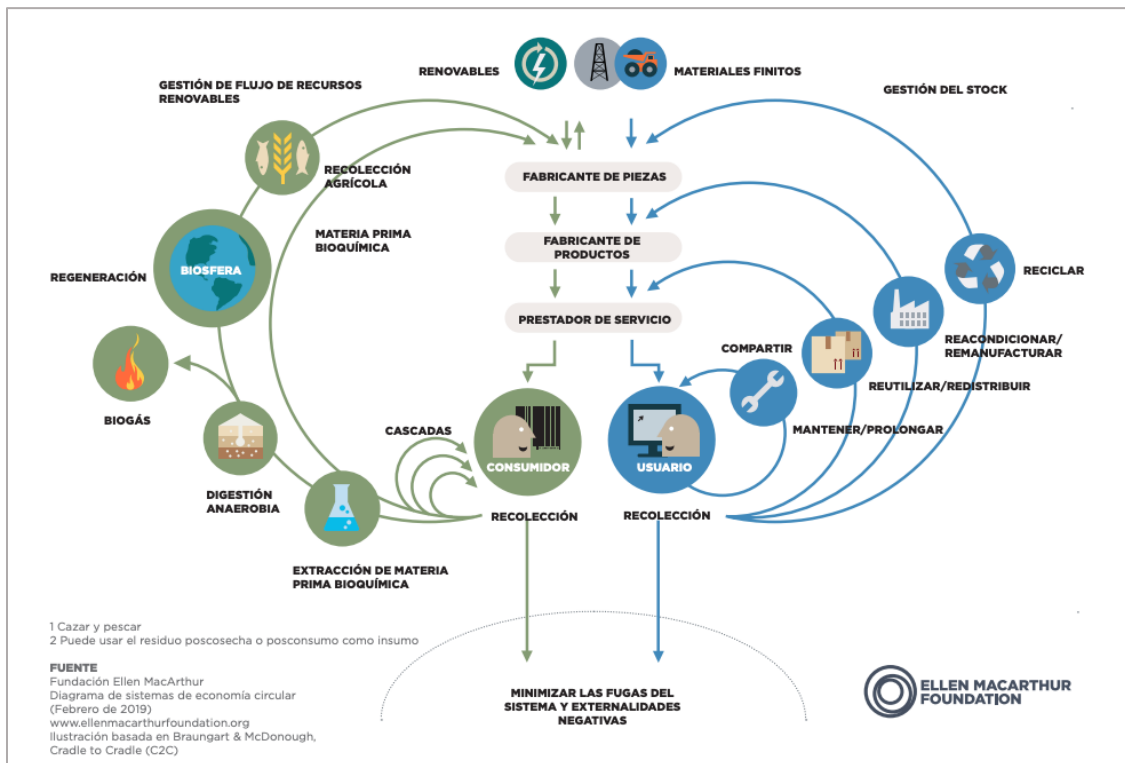 RENOVABLES
MATERIALES FINITOS
GESTIÓN DE FLUJO DE RECURSOS
RENOVABLES
GESTIÓN DEL STOCK
RECOLECCIÓN
AGRÍCOLA
FABRICANTE DE PIEZAS
MATERIA PRIMA
BIOQUÍMICA
FABRICANTE DE
PRODUCTOS
REGENERACIÓN
BIOSFERA
RECICLAR
PRESTADOR DE SERVICIO
REACONDICIONAR/
REMANUFACTURAR
COMPARTIR
REUTILIZAR/REDISTRIBUIR
BIOGÁS
CASCADAS
MANTENER/PROLONGAR
CONSUMIDOR
USUARIO
DIGESTIÓN
ANAEROBIA
RECOLECCIÓN
RECOLECCIÓN
EXTRACCIÓN DE MATERIA
PRIMA BIOQUÍMICA
1 Cazar y pescar
2 Puede usar el residuo poscosecha o posconsumo como insumo
FUENTE
Fundación Ellen MacArthur
Diagrama de sistemas de economía circular
(Febrero de 2019)
www.ellenmacarthurfoundation.org
Ilustración basada en Braungart & McDonough,
Cradle to Cradle (C2C)
MINIMIZAR LAS FUGAS DEL
SISTEMA Y EXTERNALIDADES
NEGATIVAS
ELLEN MACARTHUR
FOUNDATION